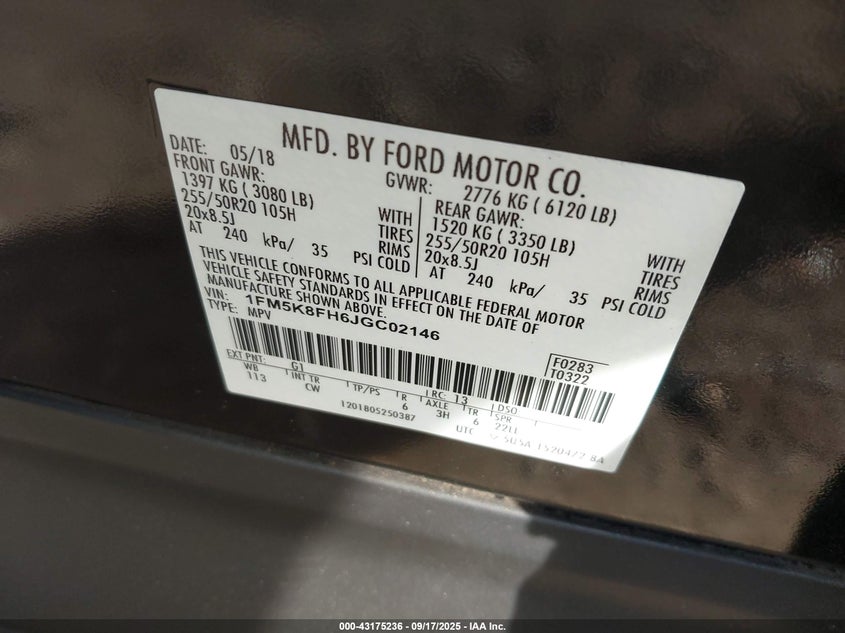 MFD. BY FORD MOTOR CO.
DATE: 05/18 GVWR: 2776 KG ( 6120 LB)
FRONT GAWR: REAR GAWR:
1397 KG ( 3080 LB) WITH 1520 KG ( 3350 LB) WITH
255/50R20 105H TIRES 255/50R20 105H TIRES
20x8.5J RIMS 20x8.5J RIMS
AT 240 kPa/ 35 PSI COLD AT 240 kPa/ 35 PSI COLD
THIS VEHICLE CONFORMS TO ALL APPLICABLE FEDERAL MOTOR
VEHICLE SAFETY STANDARDS IN EFFECT ON THE DATE OF
MANUFACTURE SHOWN ABOVE.
VIN: 1FM5K8FH6JGC02146
TYPE: MPV
F0283
T0322
EXT PNT: G1 RC: 13 DSO
WB INT TR TP/PS R AXLE TR SPR
113 CW 6 3H 6 22LL
1201805250387 UTC
000-43175236 - 09/17/2025 - IAA Inc.